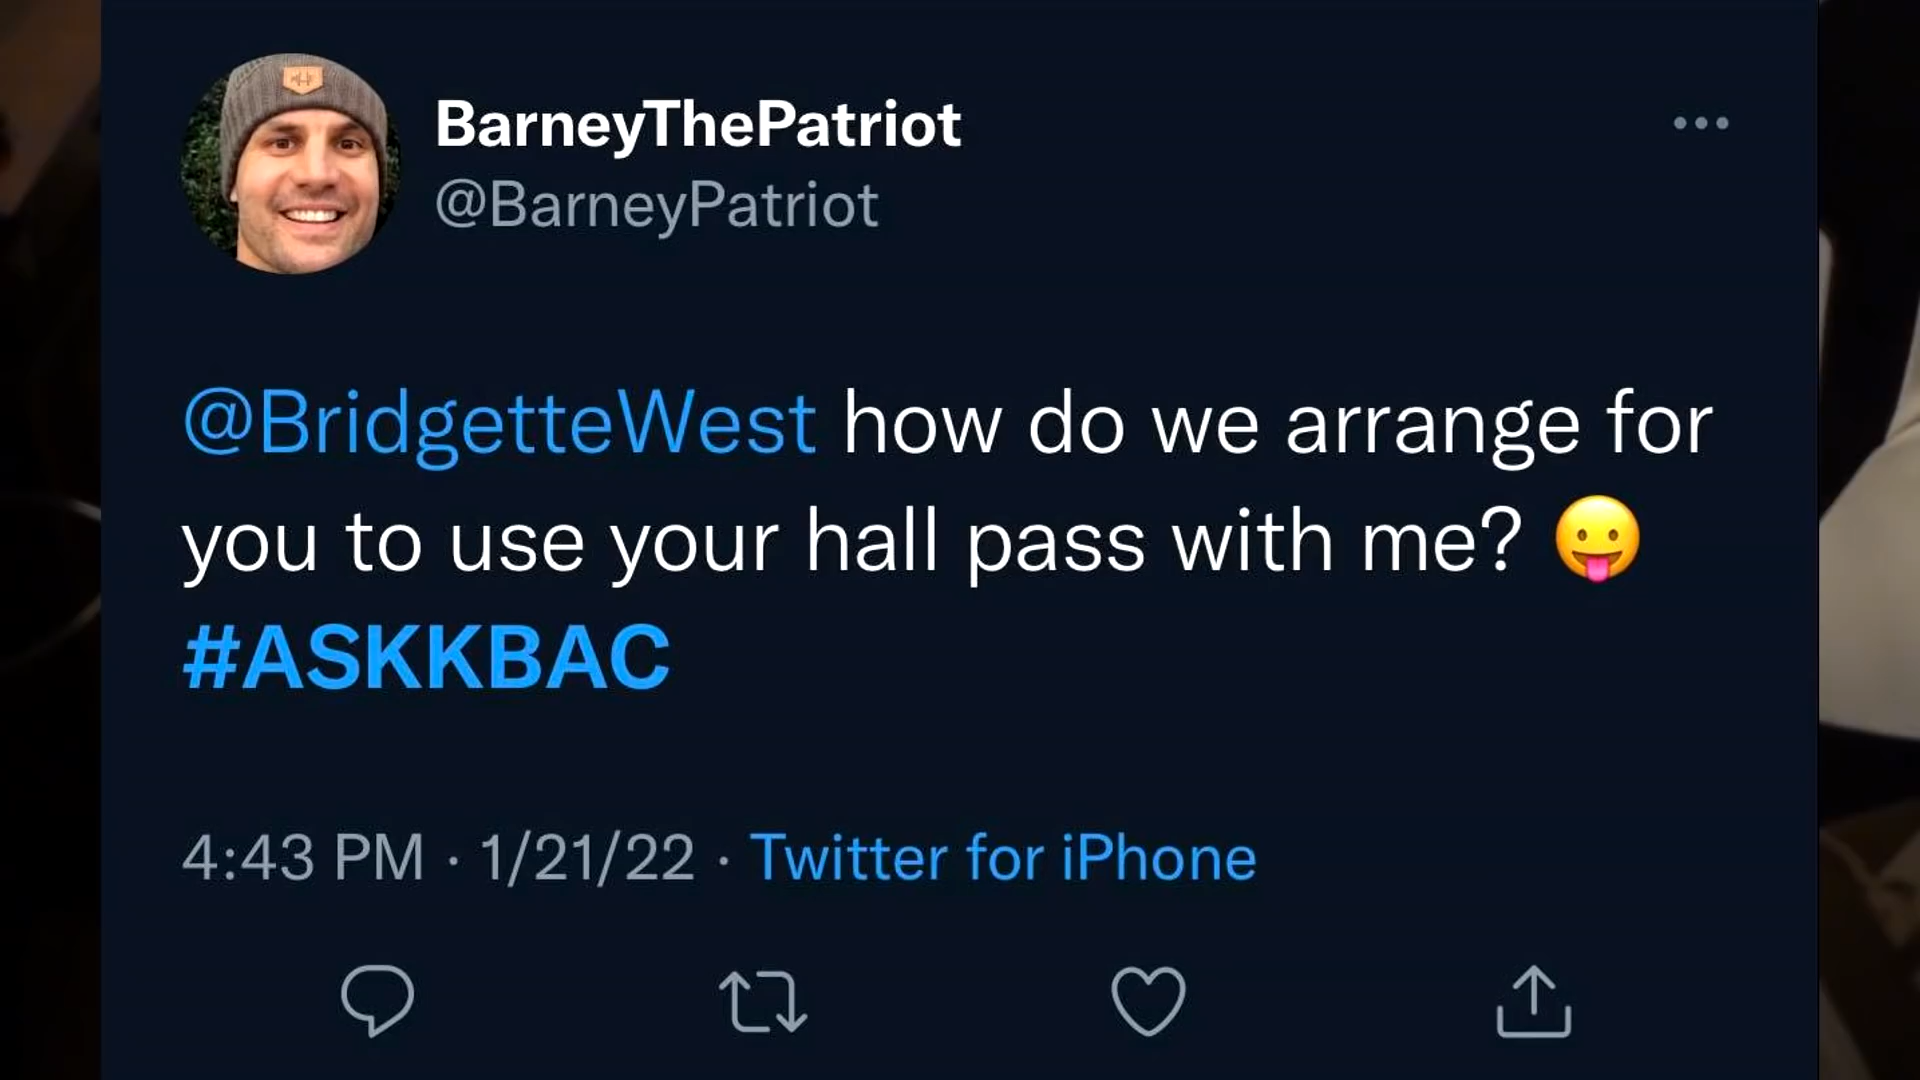 BarneyThePatriot
@BarneyPatriot
@BridgetteWest how do we arrange for
you to use your hall pass with me? 😛
#ASKKBAC
4:43 PM · 1/21/22 · Twitter for iPhone